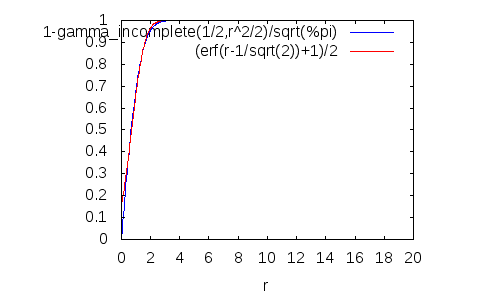 1
1-gamma_incomplete(1/2,r^2/2)/sqrt(%pi)
0.9
(erf(r-1/sqrt(2))+1)/2
0.8
0.7
0.6
0.5
0.4
0.3
0.2
0.1
0
0 2 4 6 8 10 12 14 16 18 20
r